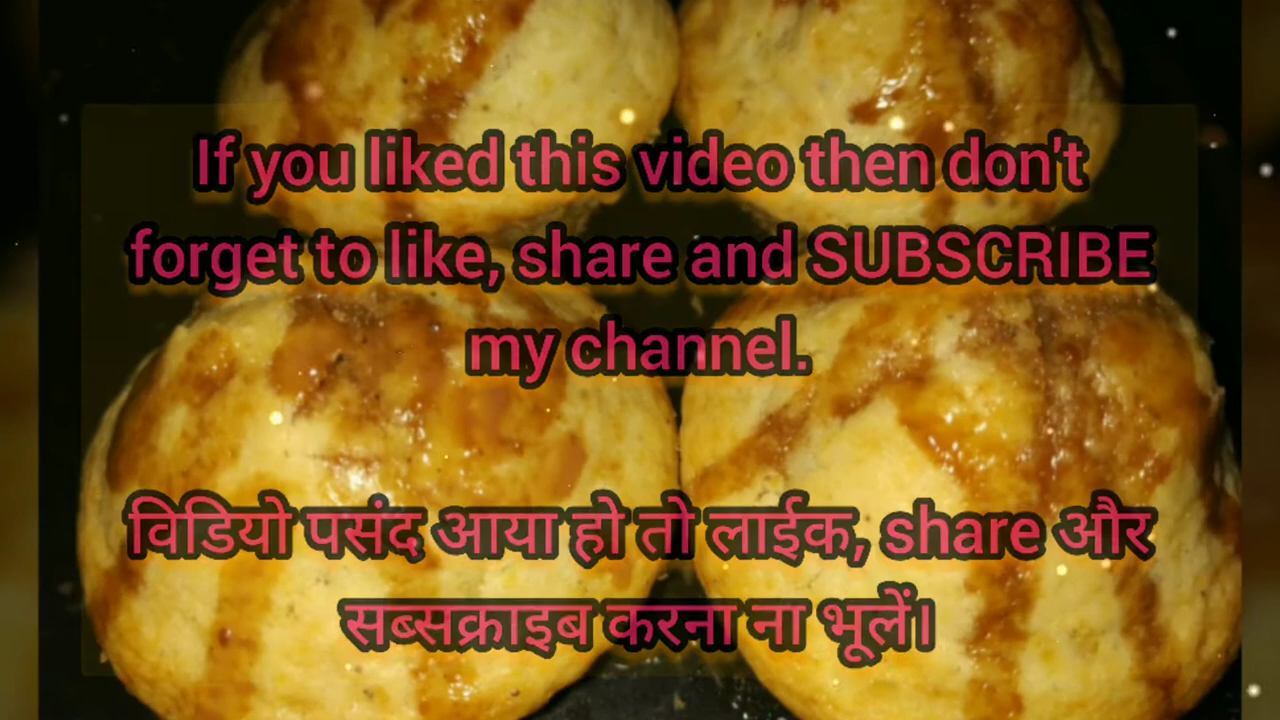 If you liked this video then don't
forget to like, share and SUBSCRIBE
my channel.
विडियो पसंद आया हो तो लाईक, share और
सब्सक्राइब करना ना भूलें।